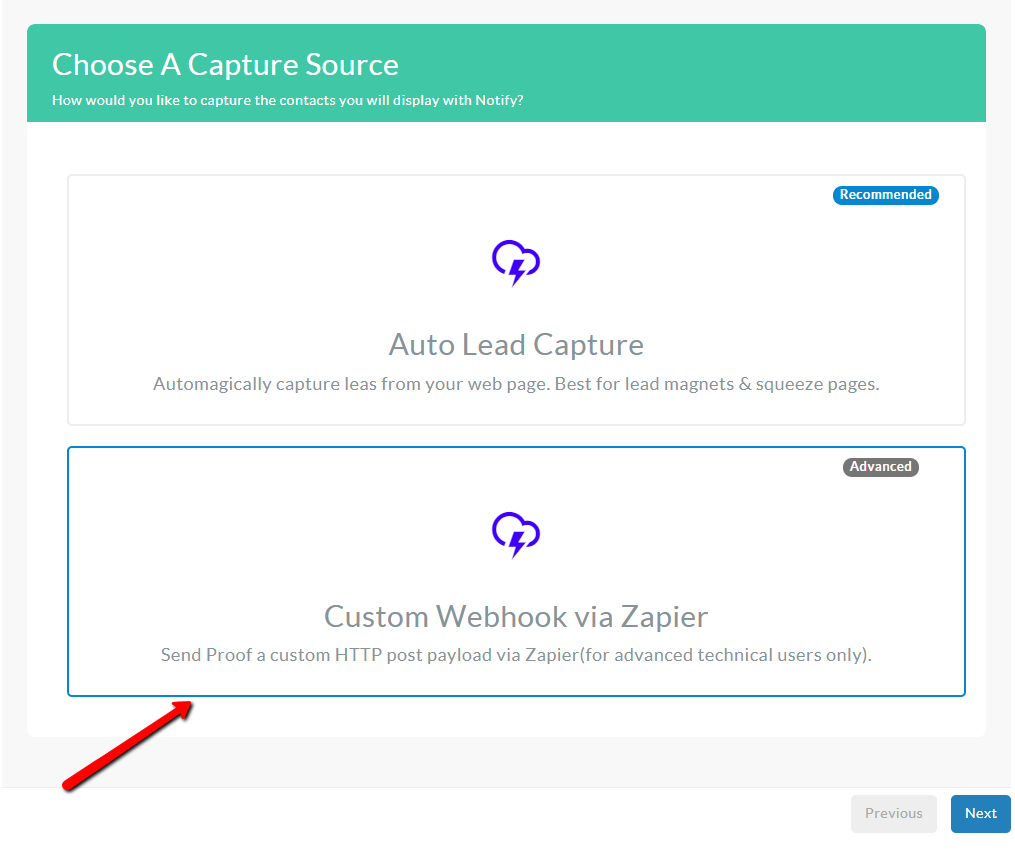 Choose A Capture Source
How would you like to capture the contacts you will display with Notify?
Recommended
Auto Lead Capture
Automagically capture leas from your web page. Best for lead magnets & squeeze pages.
Advanced
Custom Webhook via Zapier
Send Proof a custom HTTP post payload via Zapier(for advanced technical users only).
Previous
Next